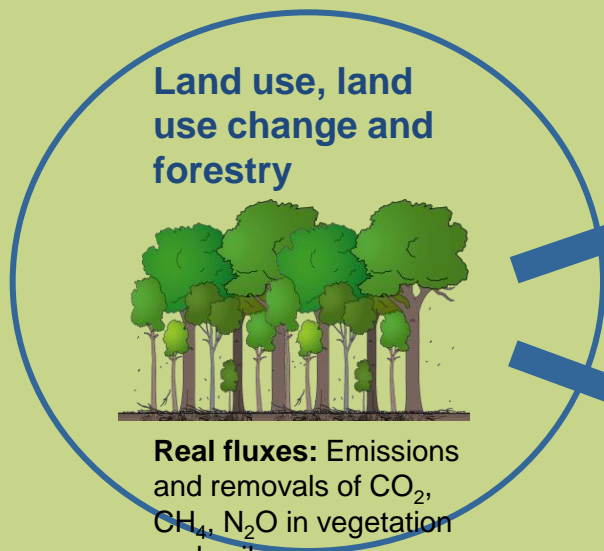 Land use, land
use change and
forestry
Real fluxes: Emissions
and removals of CO₂,
CH₄, N₂O in vegetation